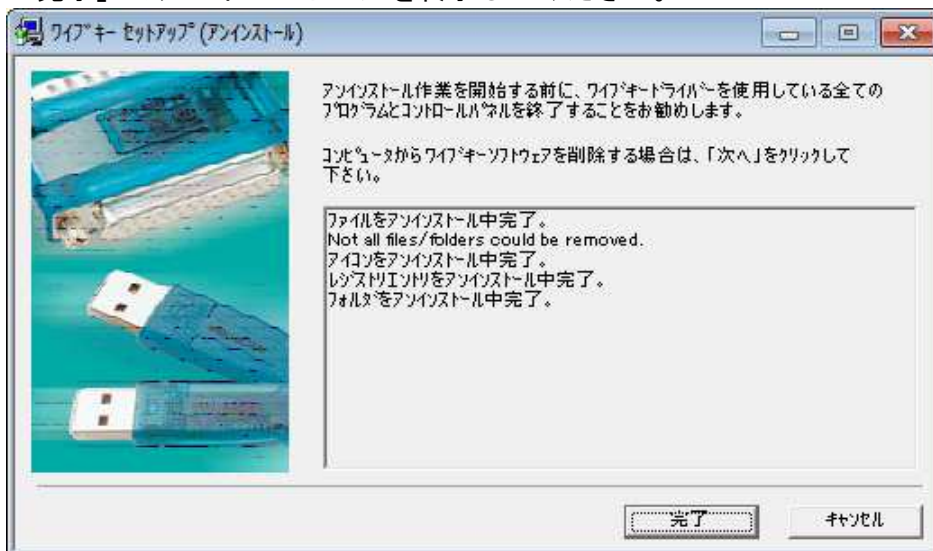 ワイブキー セットアップ (アンインストール)
アンインストール作業を開始する前に、ワイブキードライバーを使用している全ての
プログラムとコントロールパネルを終了することをお勧めします。
コンピュータからワイブキーソフトウェアを削除する場合は、「次へ」をクリックして
下さい。
ファイルをアンインストール中完了。
Not all files/folders could be removed.
アイコンをアンインストール中完了。
レジストリエントリをアンインストール中完了。
フォルダをアンインストール中完了。
完了
キャンセル